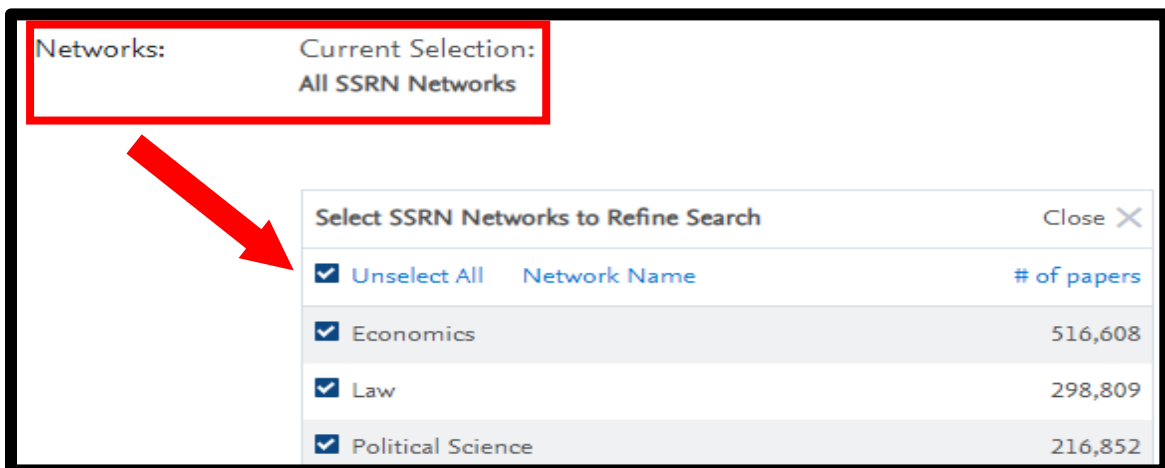 Networks: Current Selection:
All SSRN Networks
Select SSRN Networks to Refine Search Close
Unselect All Network Name # of papers
Economics 516,608
Law 298,809
Political Science 216,852